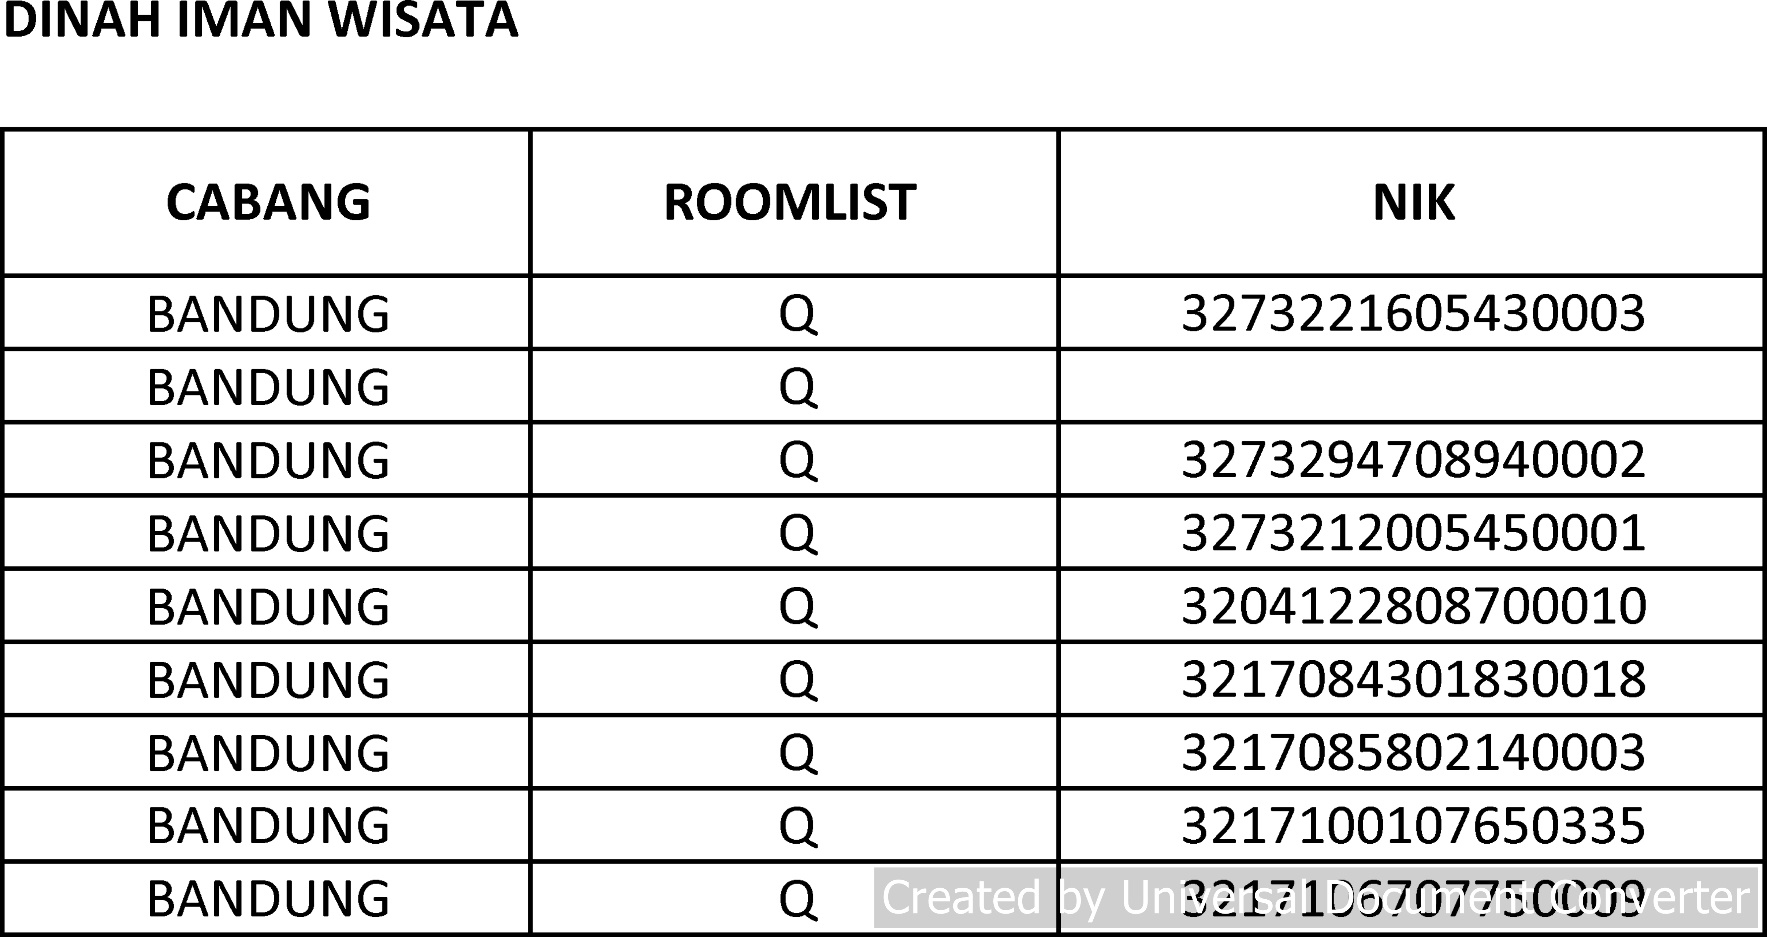 DINAH IMAN WISATA
CABANG ROOMLIST NIK
BANDUNG Q 3273221605430003
BANDUNG Q
BANDUNG Q 3273294708940002
BANDUNG Q 3273212005450001
BANDUNG Q 3204122808700010
BANDUNG Q 3217084301830018
BANDUNG Q 3217085802140003
BANDUNG Q 3217100107650335
BANDUNG Q
Created by Universal Document Converter